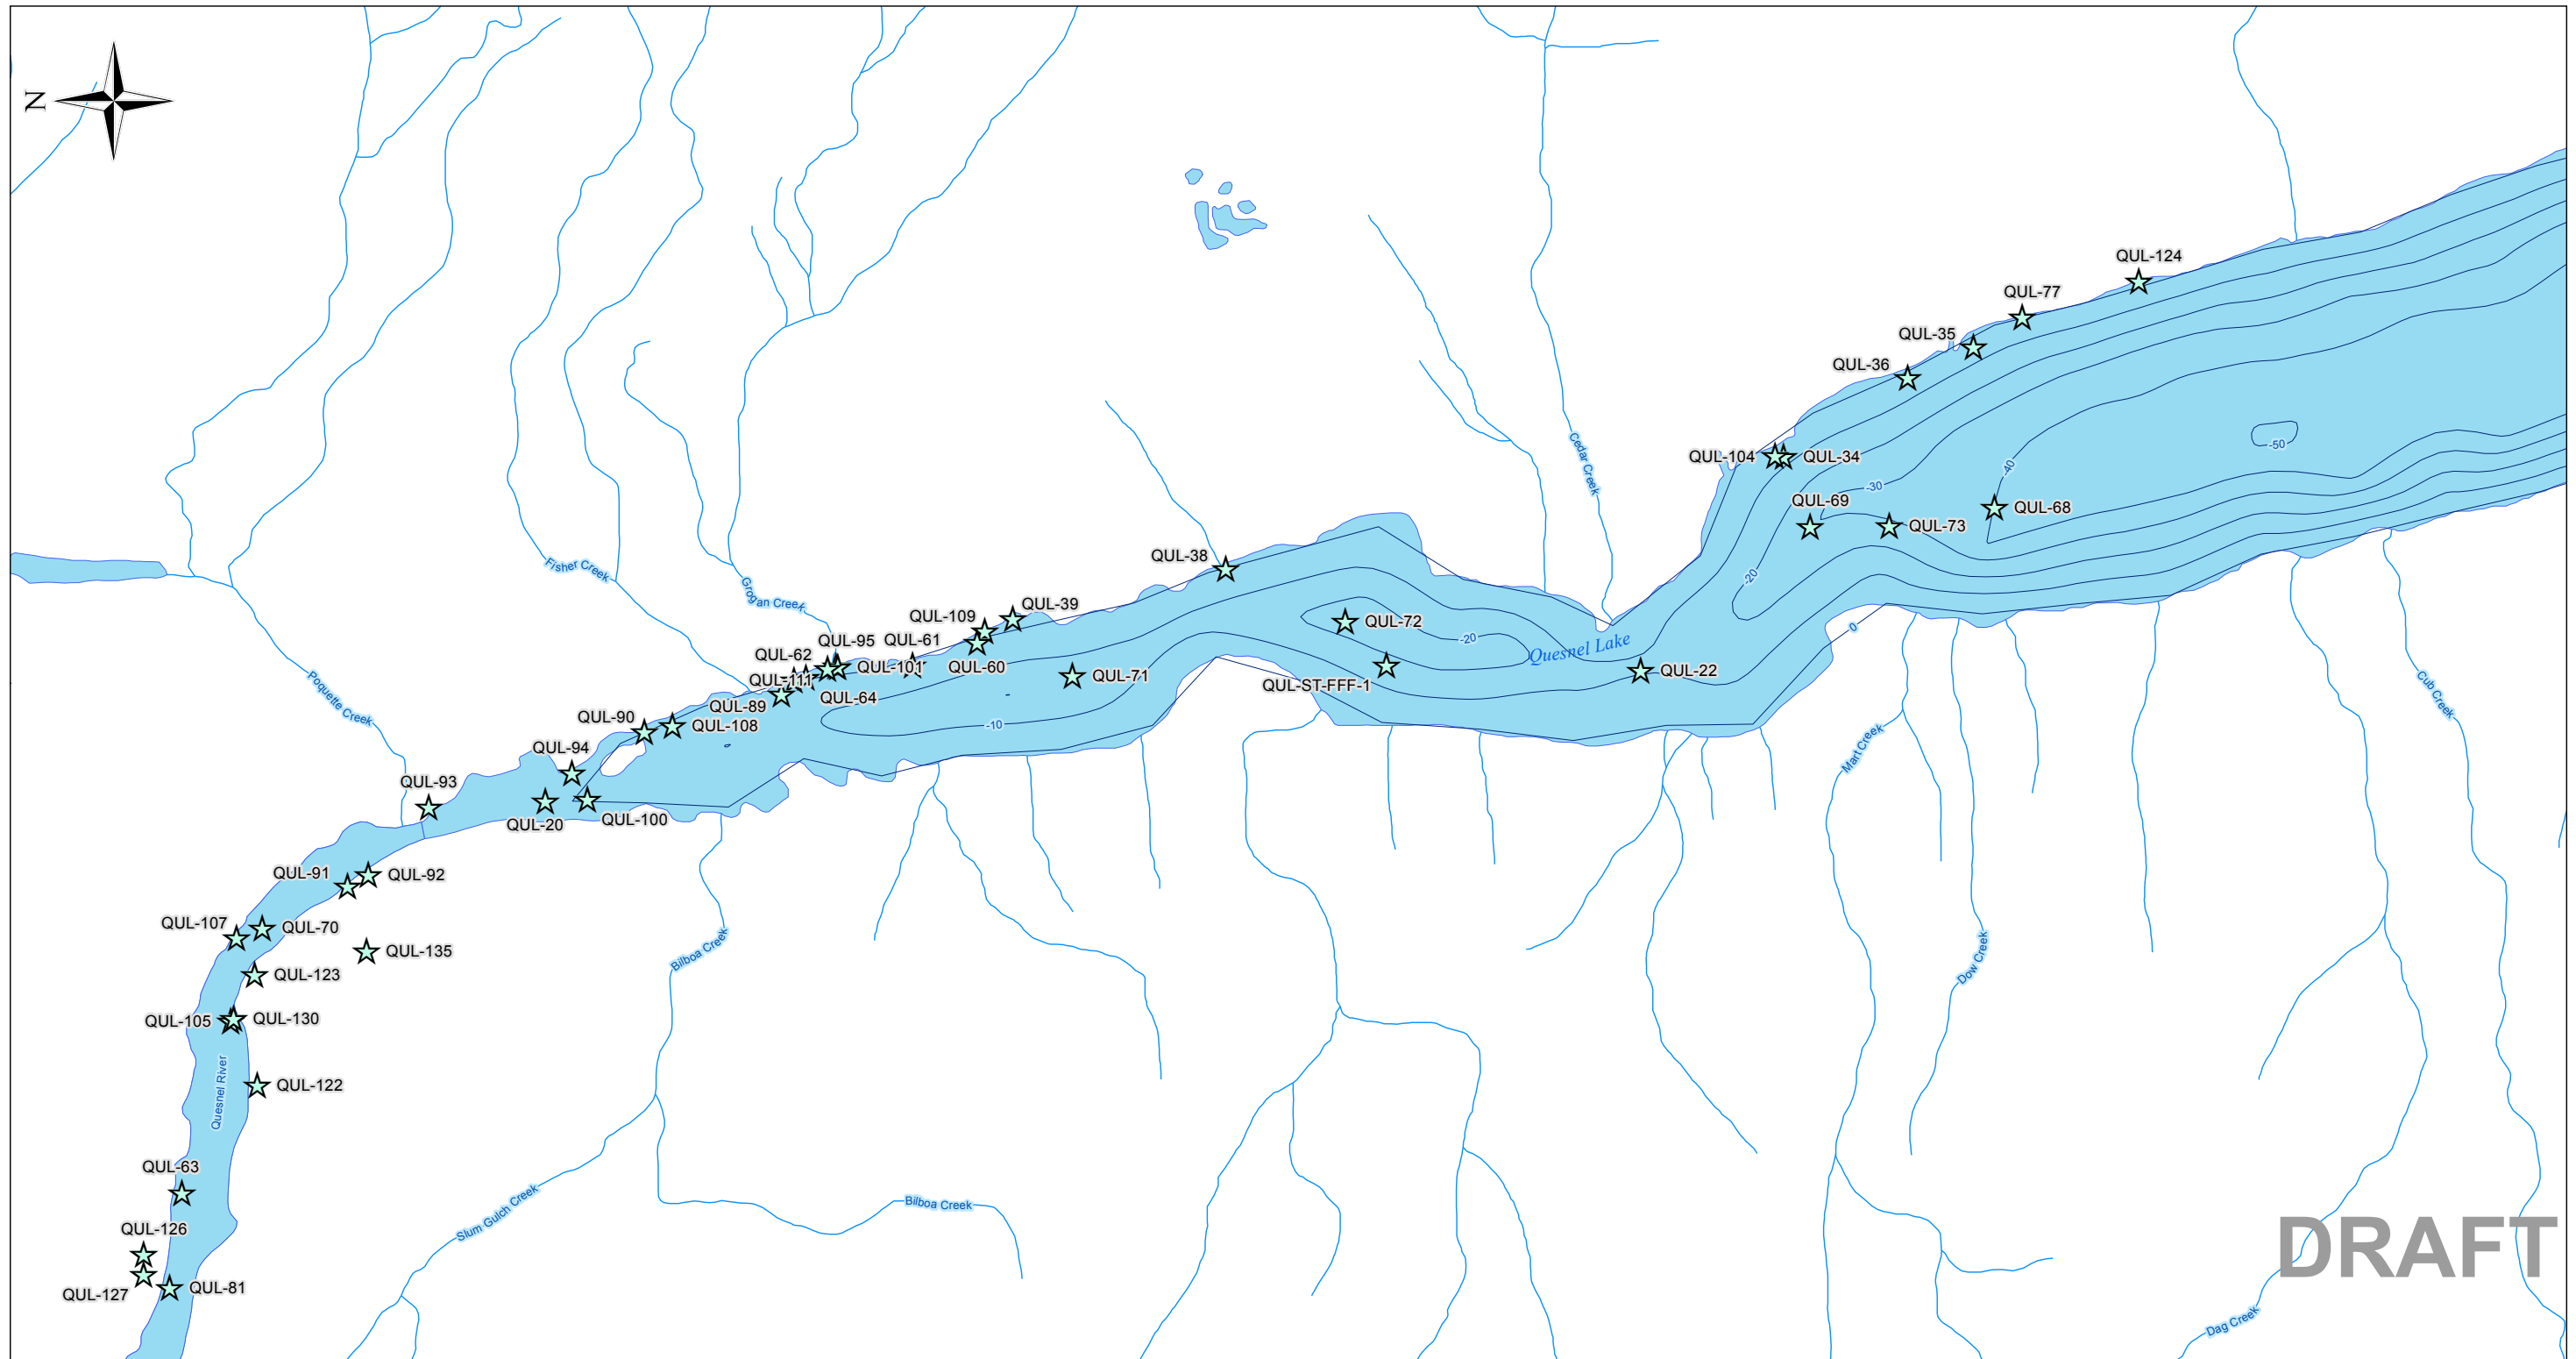 N
QUL-124
QUL-77
QUL-35
QUL-36
Cedar Creek
QUL-104
QUL-34
-50
-40
-30
QUL-69
QUL-68
QUL-73
QUL-38
Fisher Creek
-20
Grogan Creek
QUL-39
QUL-109
QUL-72
0
QUL-95
QUL-61
-20
Quesnel Lake
QUL-62
QUL-101
QUL-60
QUL-22
QUL-111
QUL-71
QUL-ST-FFF-1
Poquette Creek
QUL-64
Cub Creek
QUL-89
QUL-90
QUL-108
-10
QUL-94
Mart Creek
QUL-93
QUL-20
QUL-100
QUL-91
QUL-92
QUL-107
QUL-70
QUL-135
Bilboa Creek
Dow Creek
QUL-123
QUL-105
QUL-130
QUL-122
Quesnel River
QUL-63
Bilboa Creek
Slum Gulch Creek
QUL-126
DRAFT
QUL-81
QUL-127
Dag Creek